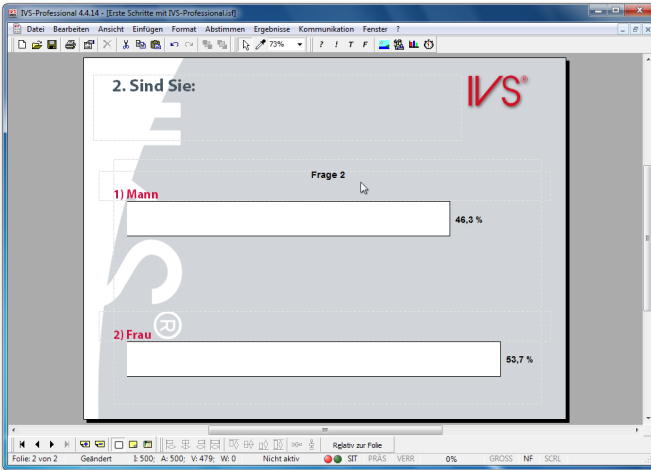 IVS-Professional 4.4.14 - [Erste Schritte mit IVS-Professional.isf]
Datei Bearbeiten Ansicht Einfügen Format Abstimmen Ergebnisse Kommunikation Fenster ?
73% ? ! T F
2. Sind Sie:
IVS®
Frage 2
1) Mann
46,3 %
S®
2) Frau
53,7 %
Relativ zur Folie
Folie: 2 von 2 Geändert I: 500; A: 500; V: 479; W: 0 Nicht aktiv SIT PRÄS VERR 0% GROSS NF SCRL